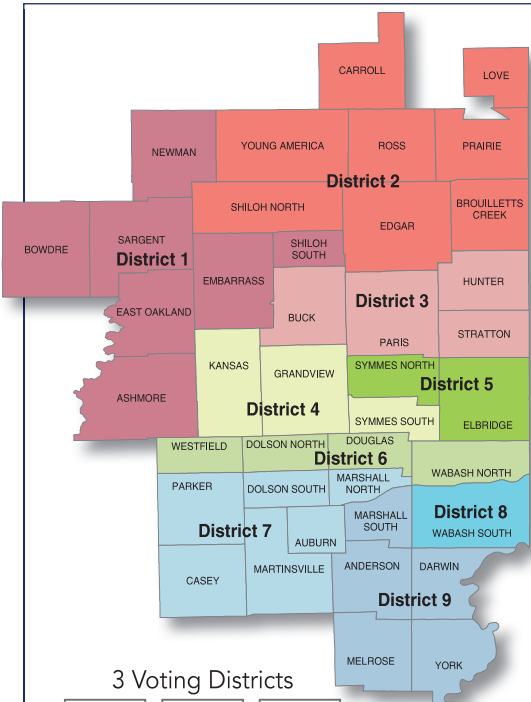 CARROLL
LOVE
NEWMAN
YOUNG AMERICA
ROSS
PRAIRIE
District 2
SHILOH NORTH
BROUILLETTS
CREEK
EDGAR
BOWDRE
SARGENT
District 1
SHILOH
SOUTH
EMBARRASS
HUNTER
District 3
EAST OAKLAND
BUCK
STRATTON
PARIS
KANSAS
GRANDVIEW
SYMMES NORTH
District 5
ASHMORE
District 4
SYMMES SOUTH
ELBRIDGE
WESTFIELD
DOLSON NORTH
DOUGLAS
District 6
WABASH NORTH
PARKER
DOLSON SOUTH
MARSHALL
NORTH
District 7
MARSHALL
SOUTH
District 8
WABASH SOUTH
AUBURN
CASEY
MARTINSVILLE
ANDERSON
DARWIN
District 9
MELROSE
YORK
3 Voting Districts